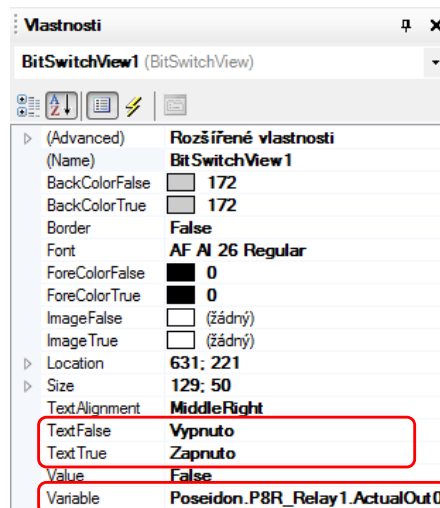 Vlastnosti
BitSwitchView1 (BitSwitchView)
(Advanced) Rozšířené vlastnosti
(Name) BitSwitchView1
BackColorFalse 172
BackColorTrue 172
Border False
Font AF Al 26 Regular
ForeColorFalse 0
ForeColorTrue 0
ImageFalse (žádný)
ImageTrue (žádný)
Location 631; 221
Size 129; 50
TextAlignment MiddleRight
TextFalse Vypnuto
TextTrue Zapnuto
Value False
Variable Poseidon.P8R_Relay1.ActualOut0